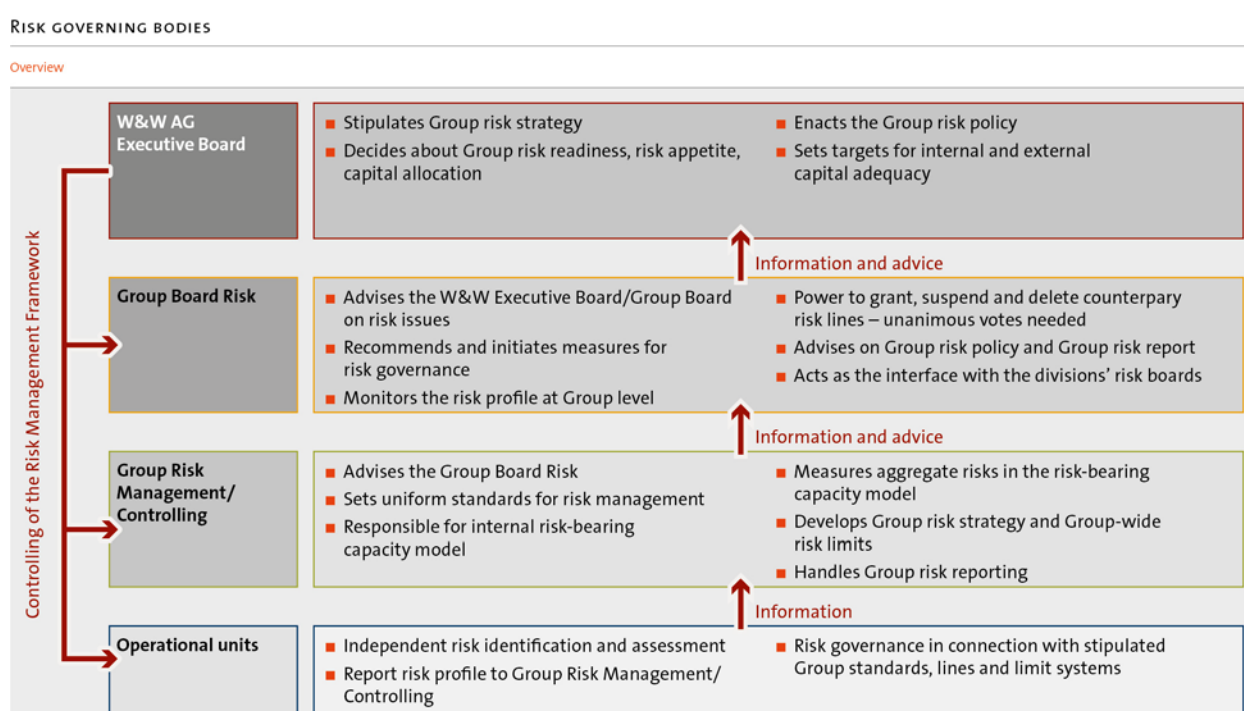 RISK GOVERNING BODIES
Overview
Controlling of the Risk Management Framework
W&W AG
Executive Board
Stipulates Group risk strategy
Decides about Group risk readiness, risk appetite,
capital allocation
Enacts the Group risk policy
Sets targets for internal and external
capital adequacy
Information and advice
Group Board Risk
Advises the W&W Executive Board/Group Board
on risk issues
Recommends and initiates measures for
risk governance
Monitors the risk profile at Group level
Power to grant, suspend and delete counterpary
risk lines – unanimous votes needed
Advises on Group risk policy and Group risk report
Acts as the interface with the divisions’ risk boards
Information and advice
Group Risk
Management/
Controlling
Advises the Group Board Risk
Sets uniform standards for risk management
Responsible for internal risk-bearing
capacity model
Measures aggregate risks in the risk-bearing
capacity model
Develops Group risk strategy and Group-wide
risk limits
Handles Group risk reporting
Information
Operational units
Independent risk identification and assessment
Report risk profile to Group Risk Management/
Controlling
Risk governance in connection with stipulated
Group standards, lines and limit systems